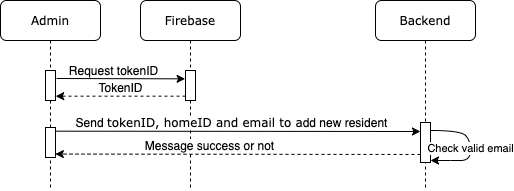 Admin
Firebase
Backend
Request tokenID
TokenID
Send tokenID, homeID and email to add new resident
Message success or not
Check valid email